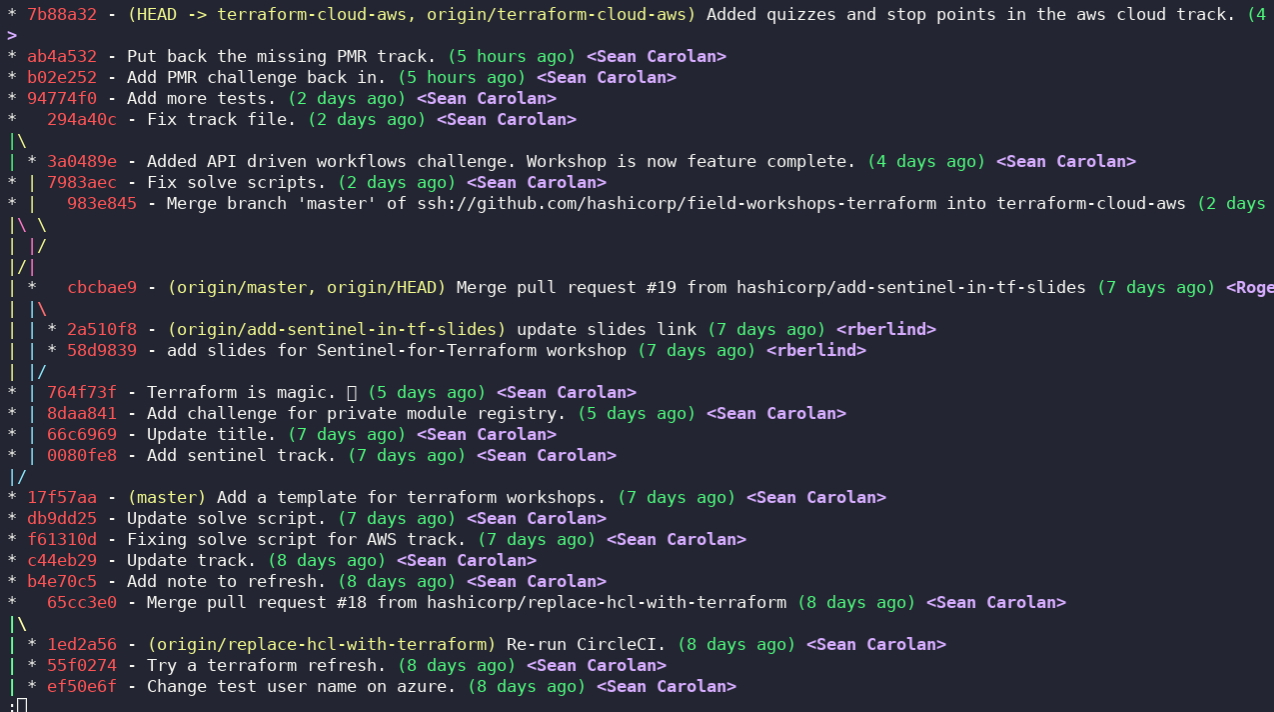 * 7b88a32 - (HEAD -> terraform-cloud-aws, origin/terraform-cloud-aws) Added quizzes and stop points in the aws cloud track. (4
>
* ab4a532 - Put back the missing PMR track. (5 hours ago) <Sean Carolan>
* b02e252 - Add PMR challenge back in. (5 hours ago) <Sean Carolan>
* 94774f0 - Add more tests. (2 days ago) <Sean Carolan>
*   294a40c - Fix track file. (2 days ago) <Sean Carolan>
|\
| * 3a0489e - Added API driven workflows challenge. Workshop is now feature complete. (4 days ago) <Sean Carolan>
* | 7983aec - Fix solve scripts. (2 days ago) <Sean Carolan>
* |   983e845 - Merge branch 'master' of ssh://github.com/hashicorp/field-workshops-terraform into terraform-cloud-aws (2 days
|\ \
| |/
|/|
| *   cbcbae9 - (origin/master, origin/HEAD) Merge pull request #19 from hashicorp/add-sentinel-in-tf-slides (7 days ago) <Roge
| |\
| | * 2a510f8 - (origin/add-sentinel-in-tf-slides) update slides link (7 days ago) <rberlind>
| | * 58d9839 - add slides for Sentinel-for-Terraform workshop (7 days ago) <rberlind>
| |/
* | 764f73f - Terraform is magic. (5 days ago) <Sean Carolan>
* | 8daa841 - Add challenge for private module registry. (5 days ago) <Sean Carolan>
* | 66c6969 - Update title. (7 days ago) <Sean Carolan>
* | 0080fe8 - Add sentinel track. (7 days ago) <Sean Carolan>
|/
* 17f57aa - (master) Add a template for terraform workshops. (7 days ago) <Sean Carolan>
* db9dd25 - Update solve script. (7 days ago) <Sean Carolan>
* f61310d - Fixing solve script for AWS track. (7 days ago) <Sean Carolan>
* c44eb29 - Update track. (8 days ago) <Sean Carolan>
* b4e70c5 - Add note to refresh. (8 days ago) <Sean Carolan>
*   65cc3e0 - Merge pull request #18 from hashicorp/replace-hcl-with-terraform (8 days ago) <Sean Carolan>
|\
| * 1ed2a56 - (origin/replace-hcl-with-terraform) Re-run CircleCI. (8 days ago) <Sean Carolan>
| * 55f0274 - Try a terraform refresh. (8 days ago) <Sean Carolan>
| * ef50e6f - Change test user name on azure. (8 days ago) <Sean Carolan>
: